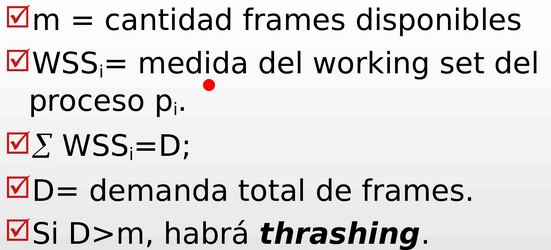 ☑m = cantidad frames disponibles
☑WSSi= medida del working set del
proceso pi.
☑Σ WSSi=D;
☑D= demanda total de frames.
☑Si D>m, habrá thrashing.